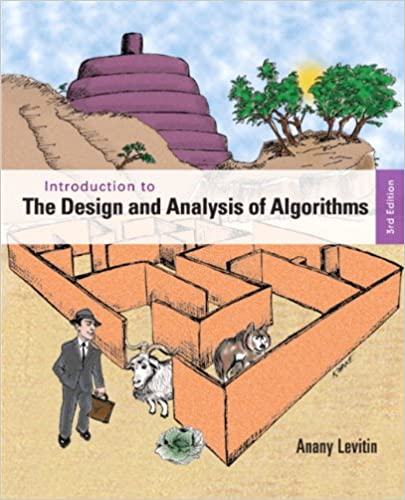 Introduction to
The Design and Analysis of Algorithms
3rd Edition
Anany Levitin